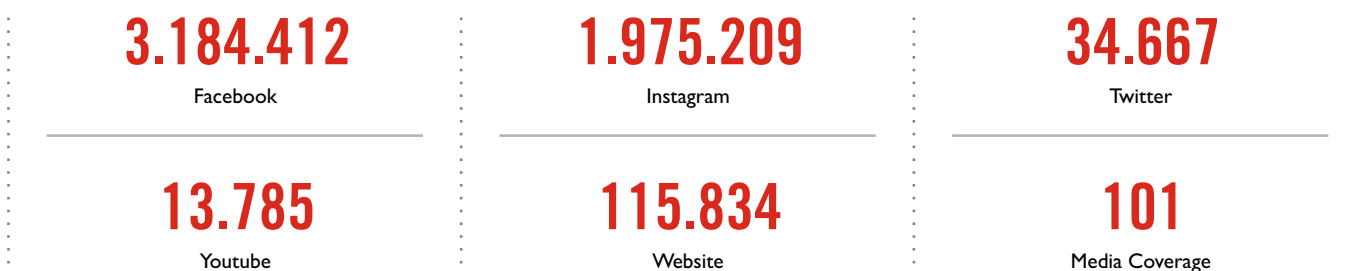 3.184.412
Facebook
1.975.209
Instagram
34.667
Twitter
13.785
Youtube
115.834
Website
101
Media Coverage